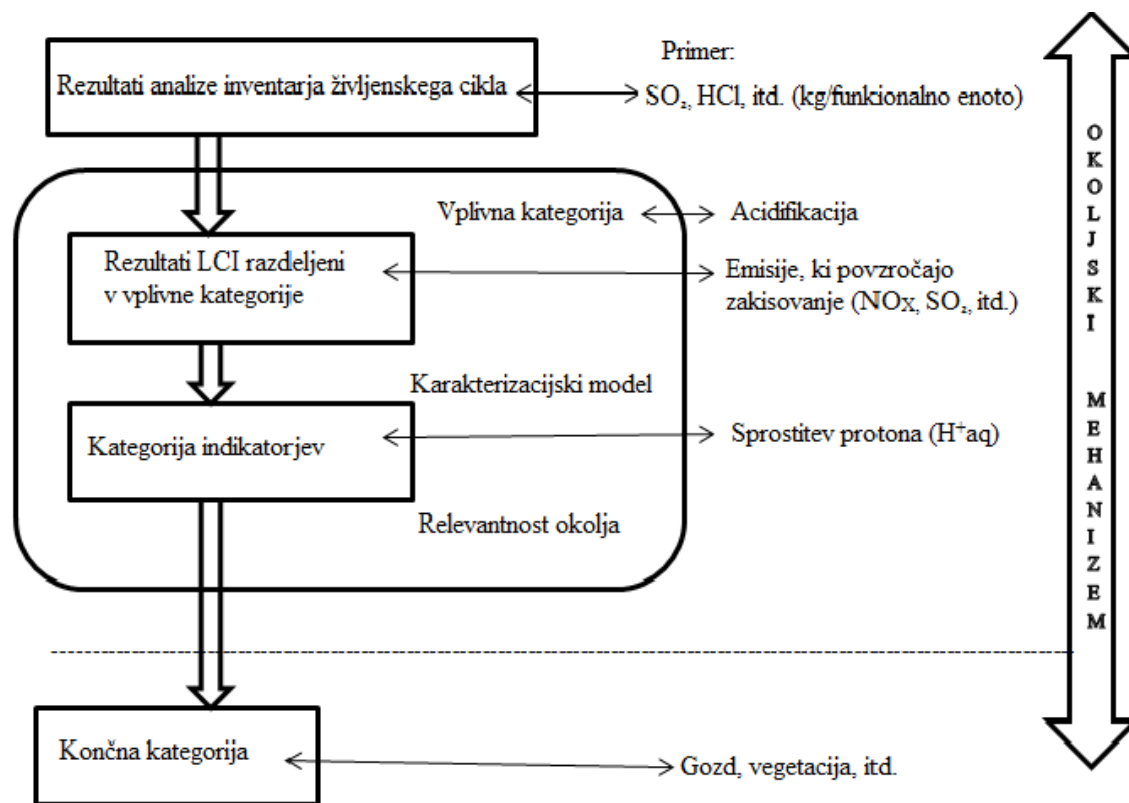 Primer:
Rezultati analize inventarja življenskega cikla
SO₂, HCl, itd. (kg/funkionalno enoto)
Vplivna kategorija
Acidifikacija
Rezultati LCI razdeljeni
v vplivne kategorije
Emisije, ki povzročajo
zakisovanje (NOx, SO₂, itd.)
Karakterizacijski model
Kategorija indikatorjev
Sprostitev protona (H⁺aq)
Relevantnost okolja
Končna kategorija
Gozd, vegetacija, itd.
OKOLJSKI MEHANIZEM